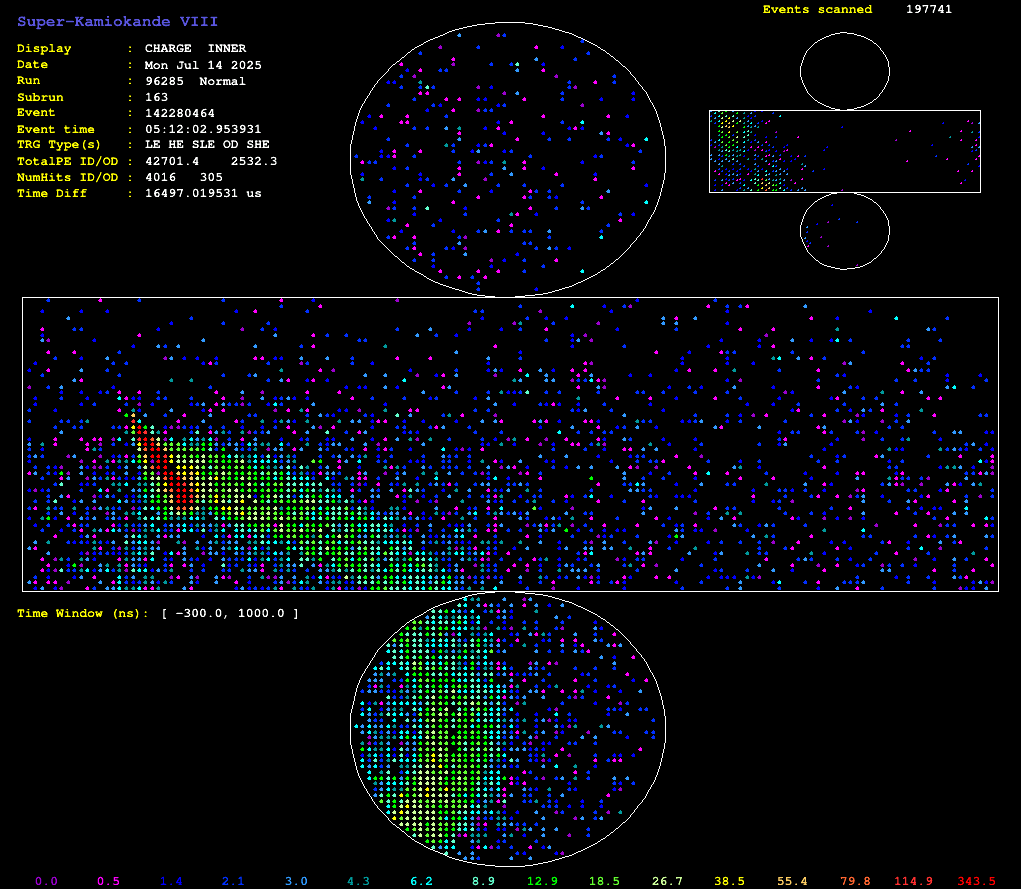 Super-Kamiokande VIII
Events scanned 197741
Display : CHARGE INNER
Date : Mon Jul 14 2025
Run : 96285 Normal
Subrun : 163
Event : 142280464
Event time : 05:12:02.953931
TRG Type(s) : LE HE SLE OD SHE
TotalPE ID/OD : 42701.4 2532.3
NumHits ID/OD : 4016 305
Time Diff : 16497.019531 us
Time Window (ns): [ -300.0, 1000.0 ]
0.0 0.5 1.4 2.1 3.0 4.3 6.2 8.9 12.9 18.5 26.7 38.5 55.4 79.8 114.9 343.5